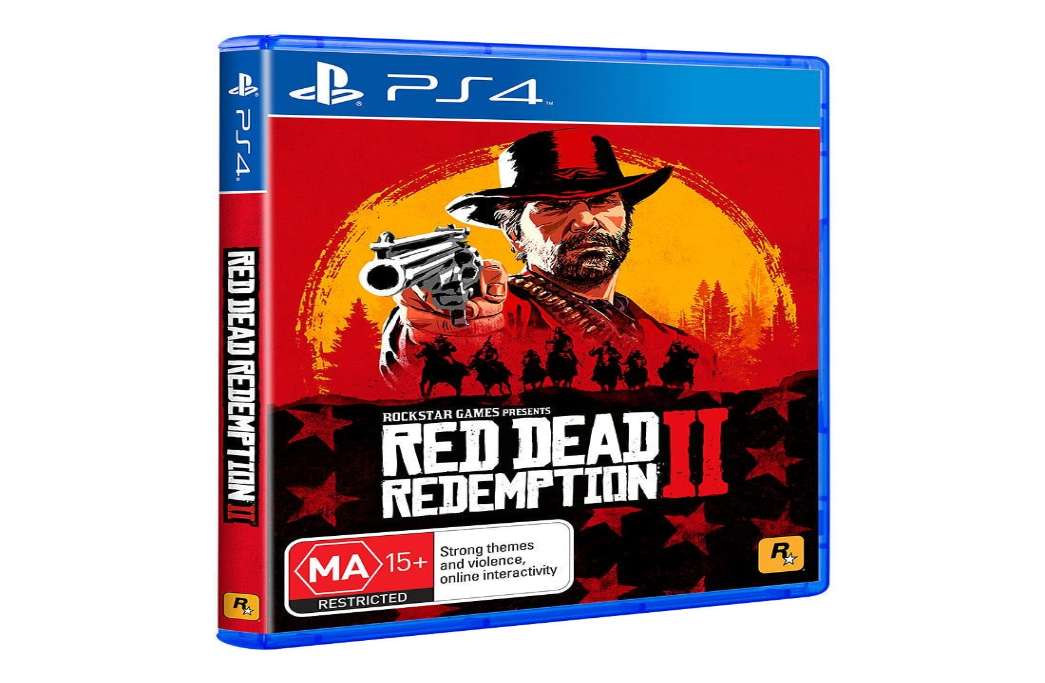 PS4
PS4
RED DEAD REDEMPTION II
R
ROCKSTAR GAMES PRESENTS
RED DEAD
REDEMPTION II
MA 15+
RESTRICTED
Strong themes
and violence,
online interactivity
R